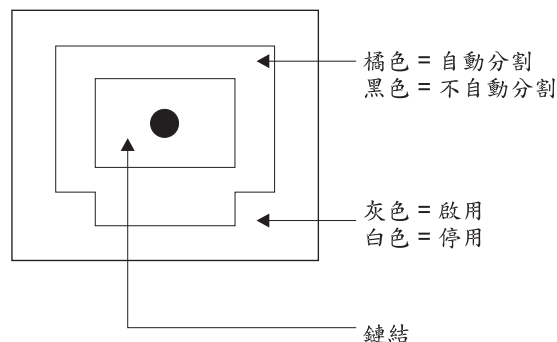 橘色 = 自動分割
黑色 = 不自動分割
灰色 = 啟用
白色 = 停用
鏈結